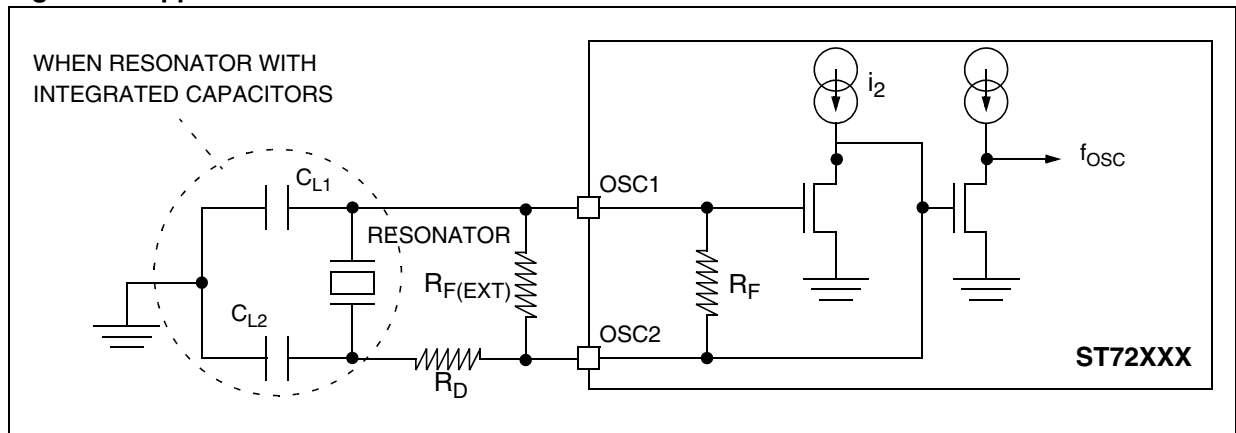 WHEN RESONATOR WITH
INTEGRATED CAPACITORS
CL1
i2
fOSC
OSC1
RESONATOR
RF(EXT)
RF
CL2
OSC2
RD
ST72XXX